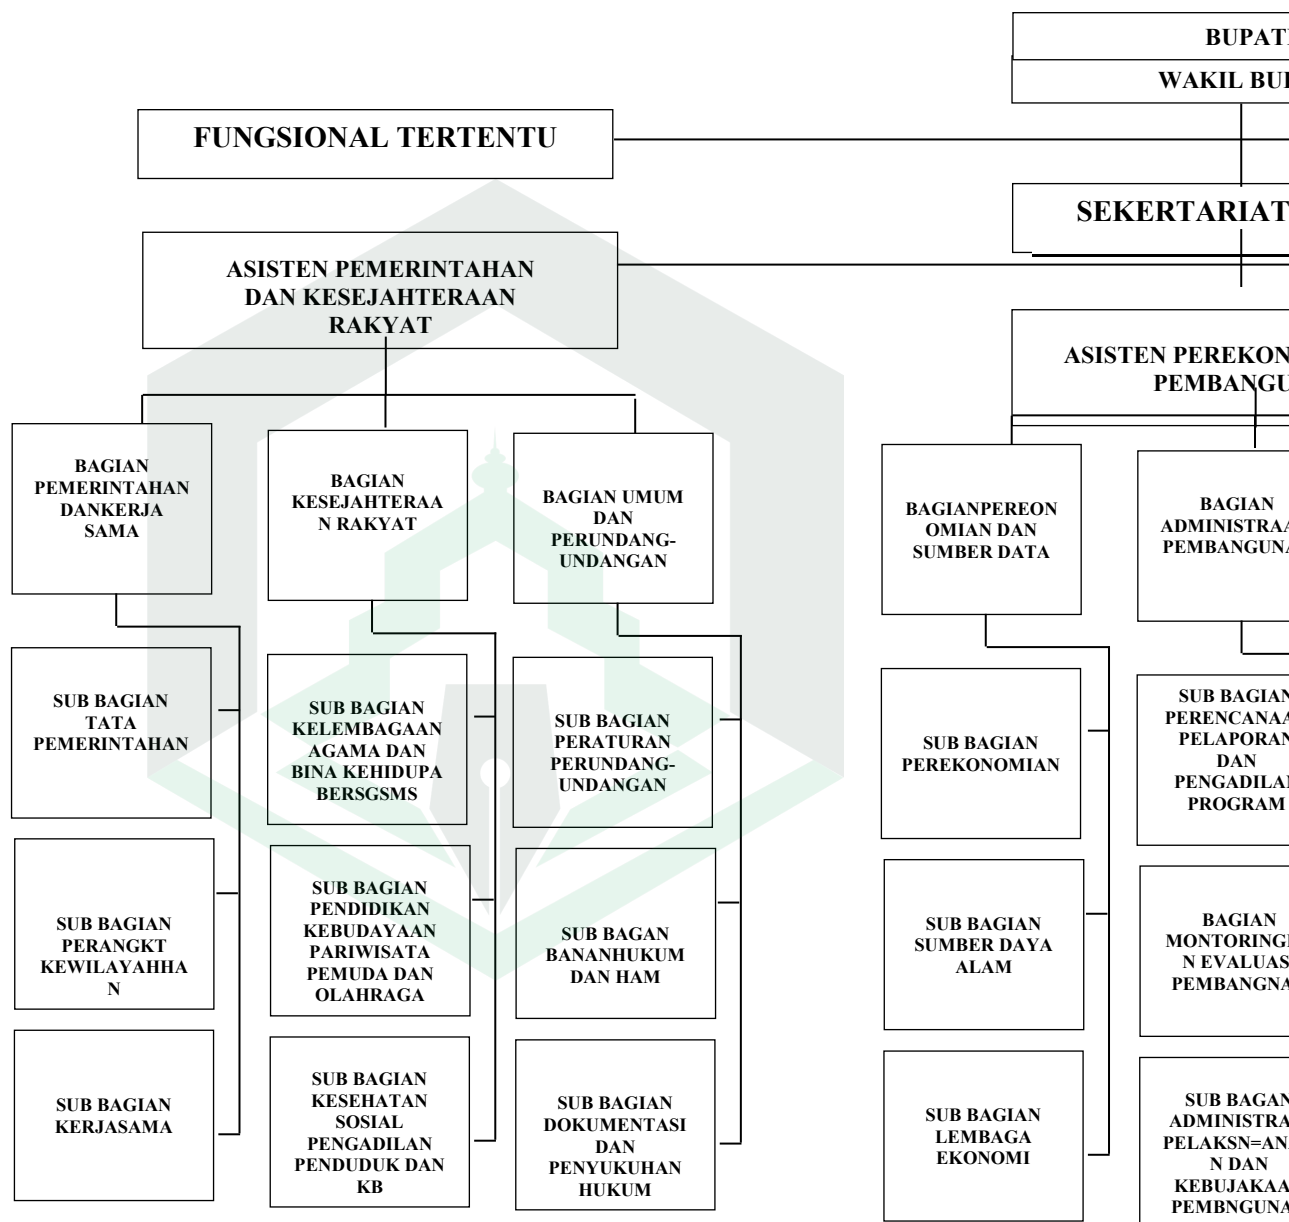 BUPATI
WAKIL BUP
FUNGSIONAL TERTENTU
SEKERTARIAT
ASISTEN PEMERINTAHAN
DAN KESEJAHTERAAN
RAKYAT
ASISTEN PEREKON
PEMBANGU
BAGIAN
PEMERINTAHAN
DANKERJA
SAMA
BAGIAN
KESEJAHTERAA
N RAKYAT
BAGIAN UMUM
DAN
PERUNDANG-
UNDANGAN
BAGIANPEREON
OMIAN DAN
SUMBER DATA
BAGIAN
ADMINISTRAA
PEMBANGUNA
SUB BAGIAN
TATA
PEMERINTAHAN
SUB BAGIAN
KELEMBAGAAN
AGAMA DAN
BINA KEHIDUPA
BERSGSMS
SUB BAGIAN
PERATURAN
PERUNDANG-
UNDANGAN
SUB BAGIAN
PEREKONOMIAN
SUB BAGIAN
PERENCANAA
PELAPORAN
DAN
PENGADILAN
PROGRAM
SUB BAGIAN
PERANGKT
KEWILAYAHHA
N
SUB BAGIAN
PENDIDIKAN
KEBUDAYAAN
PARIWISATA
PEMUDA DAN
OLAHRAGA
SUB BAGAN
BANANHUKUM
DAN HAM
SUB BAGIAN
SUMBER DAYA
ALAM
BAGIAN
MONTORING
N EVALUAS
PEMBANGNA
SUB BAGIAN
KERJASAMA
SUB BAGIAN
KESEHATAN
SOSIAL
PENGADILAN
PENDUDUK DAN
KB
SUB BAGIAN
DOKUMENTASI
DAN
PENYUKUHAN
HUKUM
SUB BAGIAN
LEMBAGA
EKONOMI
SUB BAGAN
ADMINISTRA
PELAKSN=AN
N DAN
KEBUJAKAA
PEMBNGUNA